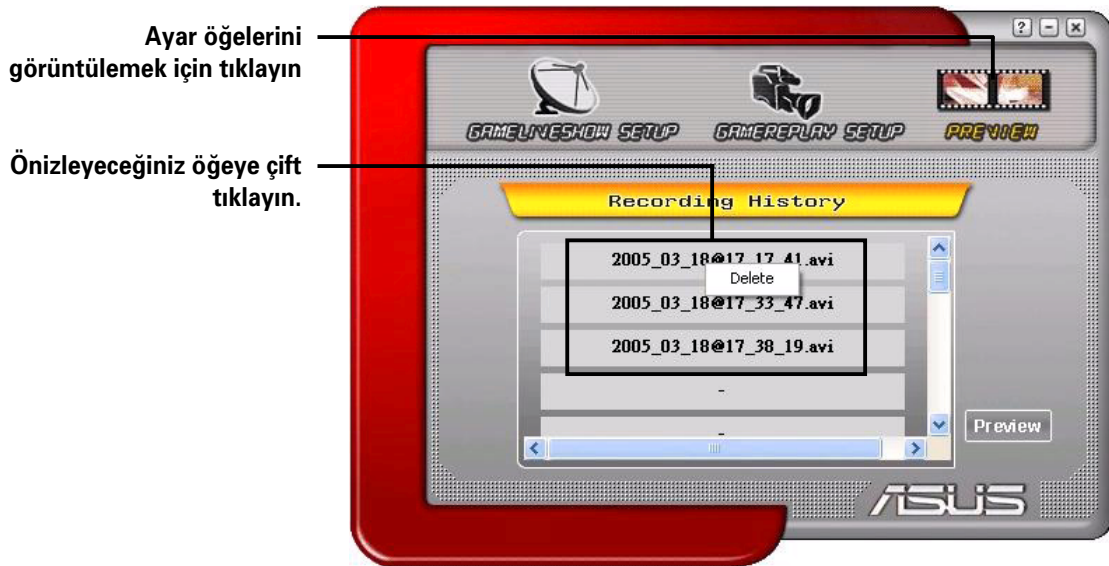 Ayar öğelerini
görüntülemek için tıklayın
GAMELIVESHOW SETUP
GAMEREPLAY SETUP
PREVIEW
Önizleyeceğiniz öğeye çift
tıklayın.
Recording History
2005_03_18@17_17_41.avi
Delete
2005_03_18@17_33_47.avi
2005_03_18@17_38_19.avi
-
-
Preview
ASUS